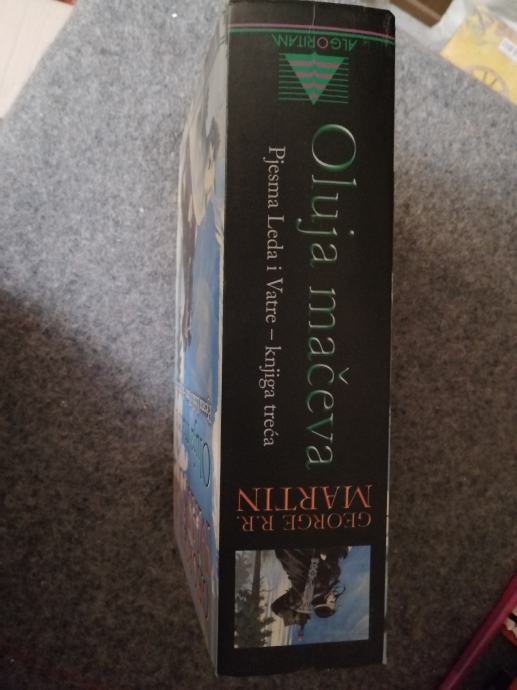 ALGORITAM
Oluja mačeva
Pjesma Leda i Vatre – knjiga treća
GEORGE R.R.
MARTIN